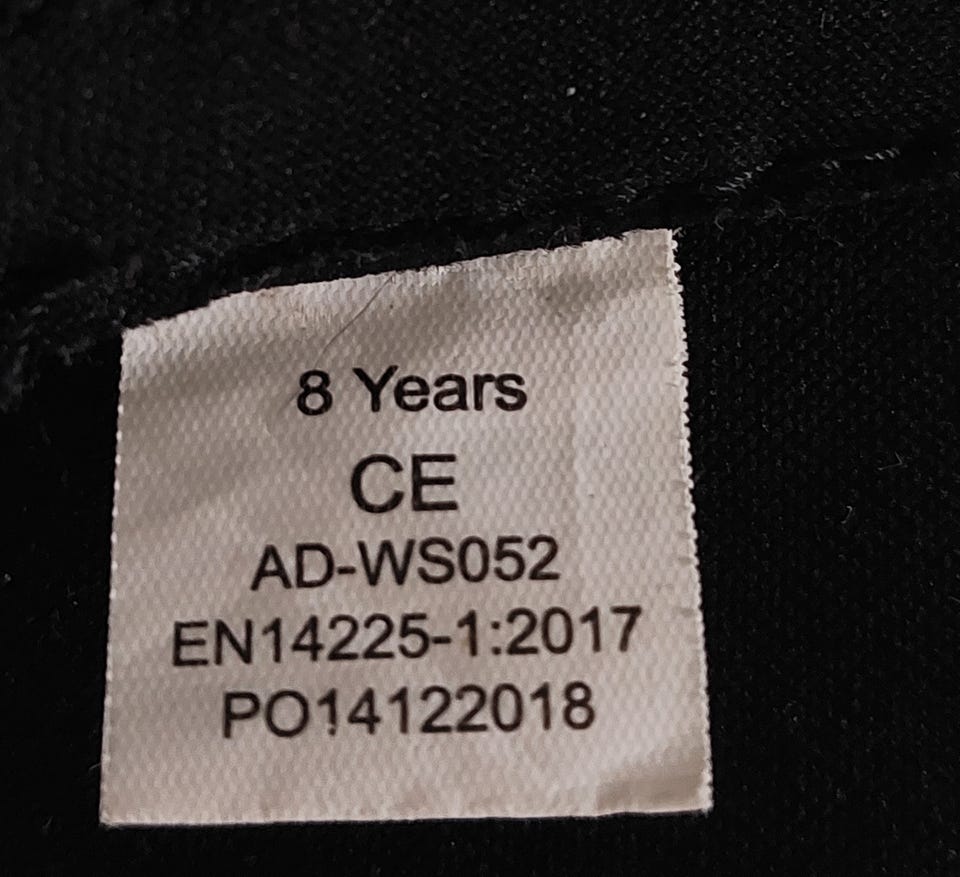 8 Years
CE
AD-WS052
EN14225-1:2017
PO14122018